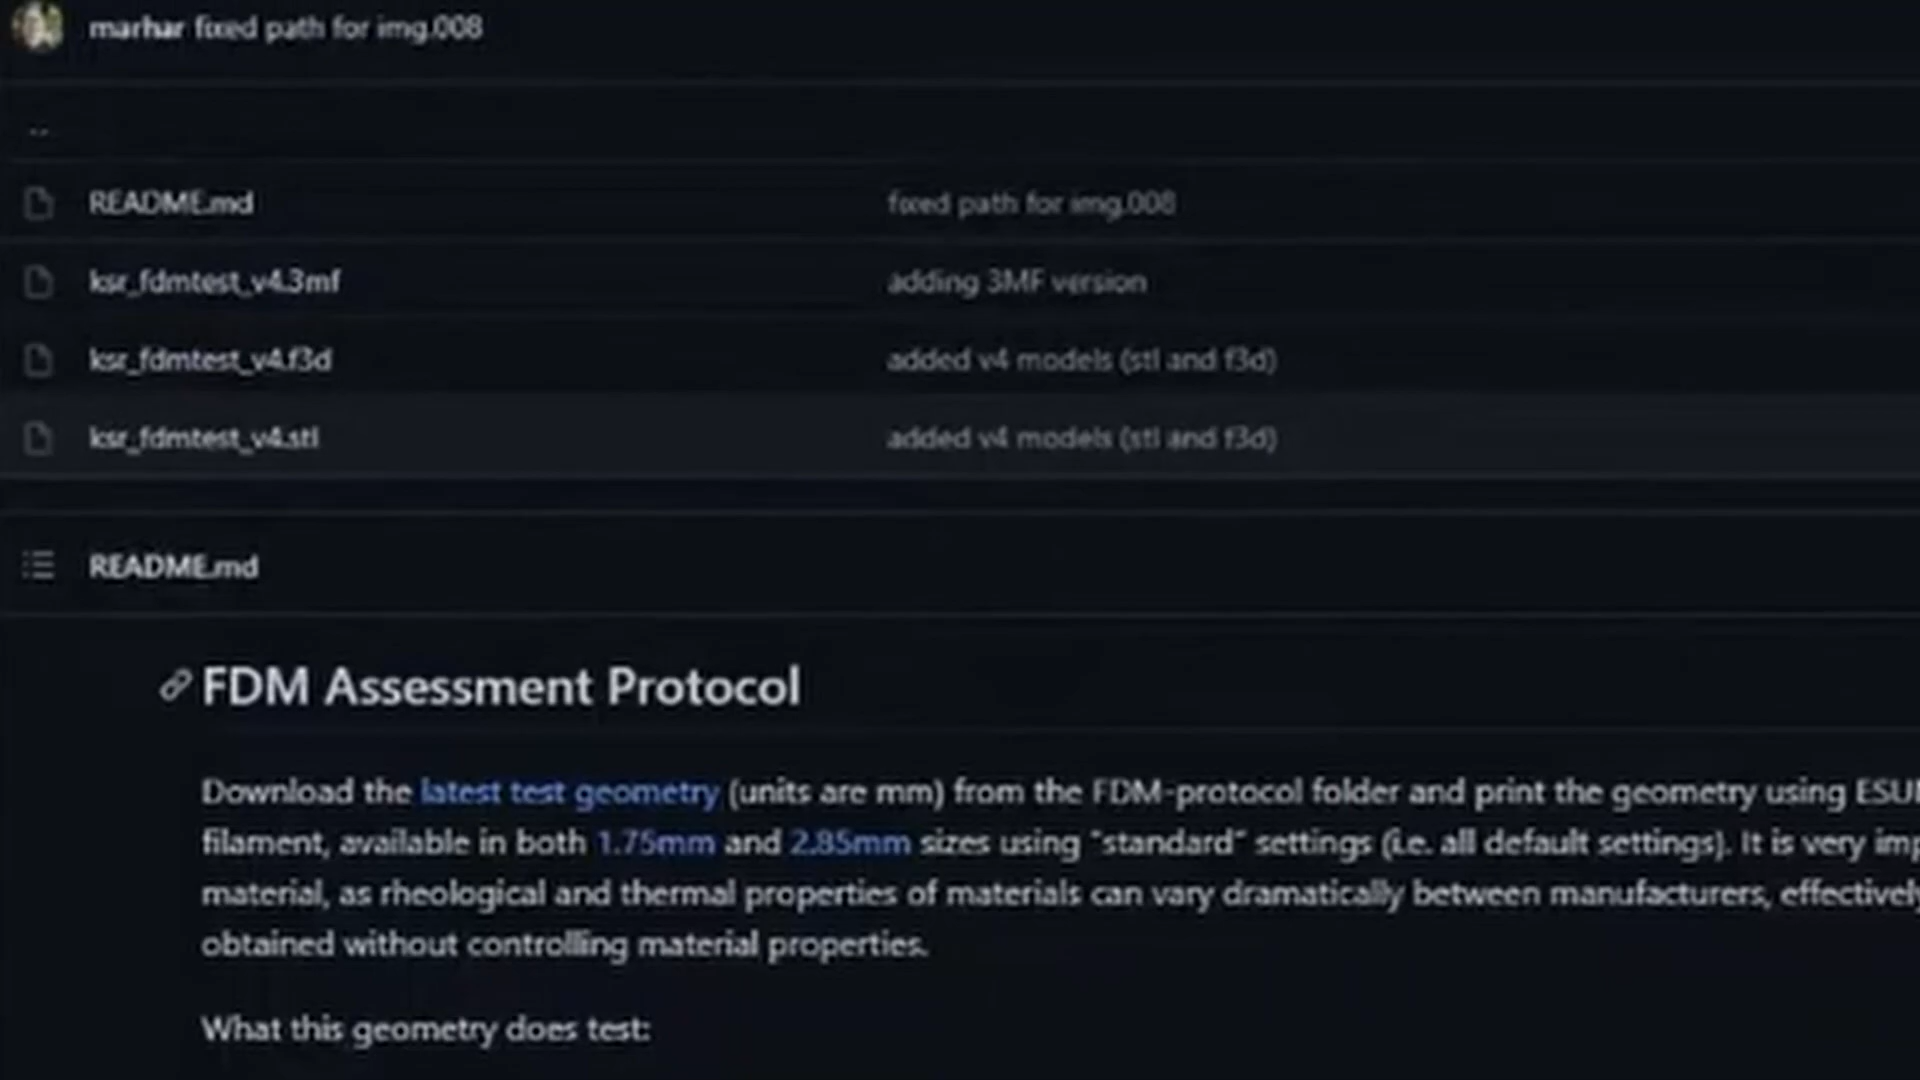 marhar fixed path for img.008
..
README.md fixed path for img.008
ksr_fdmtest_v4.3mf adding 3MF version
ksr_fdmtest_v4.f3d added v4 models (stl and f3d)
ksr_fdmtest_v4.stl added v4 models (stl and f3d)
README.md
FDM Assessment Protocol
Download the latest test geometry (units are mm) from the FDM-protocol folder and print the geometry using ESU
filament, available in both 1.75mm and 2.85mm sizes using "standard" settings (i.e. all default settings). It is very imp
material, as rheological and thermal properties of materials can vary dramatically between manufacturers, effectively
obtained without controlling material properties.
What this geometry does test: